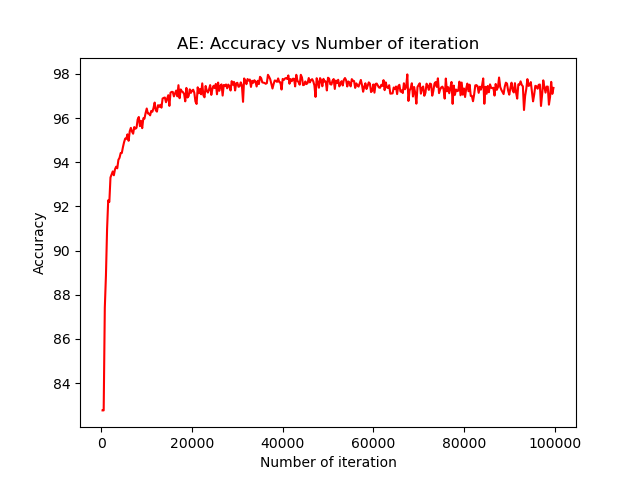 AE: Accuracy vs Number of iteration
98
96
94
92
90
88
86
84
Accuracy
0 20000 40000 60000 80000 100000
Number of iteration